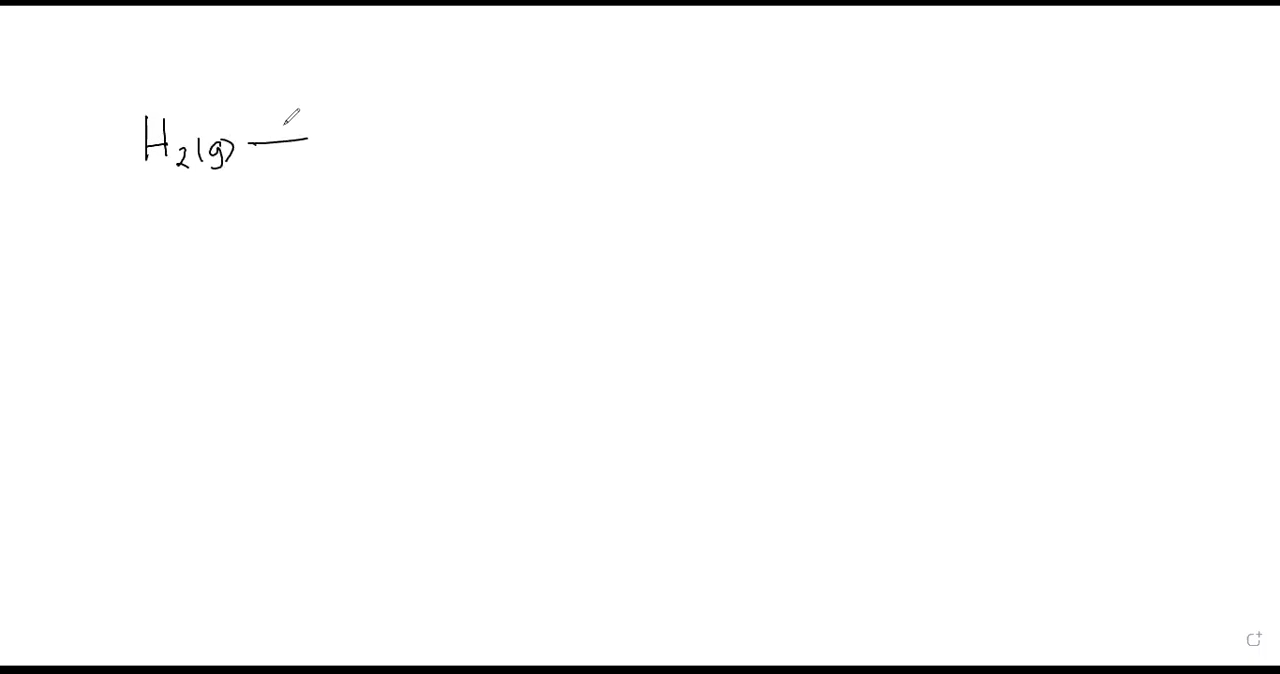 H₂(g) —